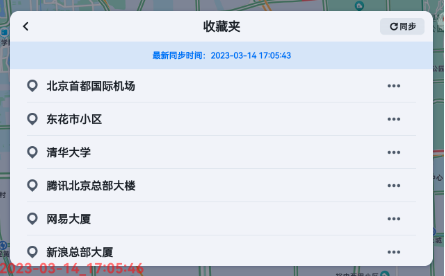 收藏夹
同步
最新同步时间：2023-03-14 17:05:43
北京首都国际机场
东花市小区
清华大学
腾讯北京总部大楼
网易大厦
新浪总部大厦
2023-03-14_17:05:46